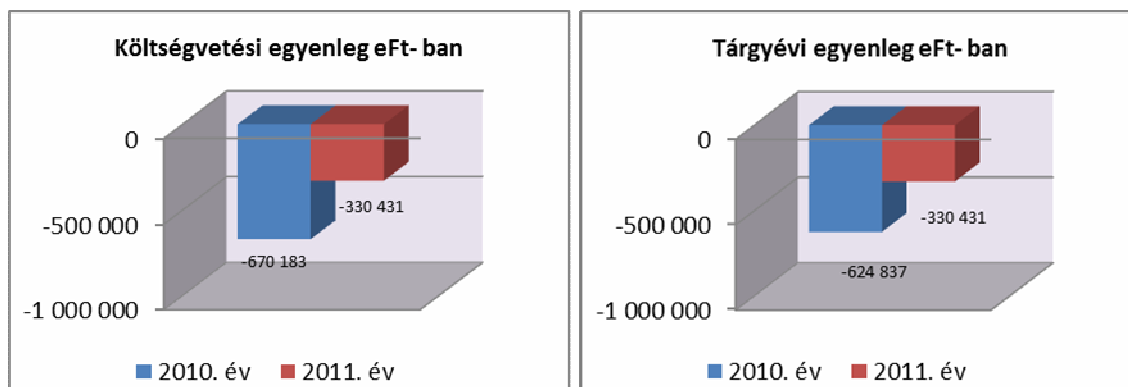 Költségvetési egyenleg eFt- ban
0
-500 000
-1 000 000
-330 431
-670 183
2010. év
2011. év
Tárgyévi egyenleg eFt- ban
0
-500 000
-1 000 000
-330 431
-624 837
2010. év
2011. év